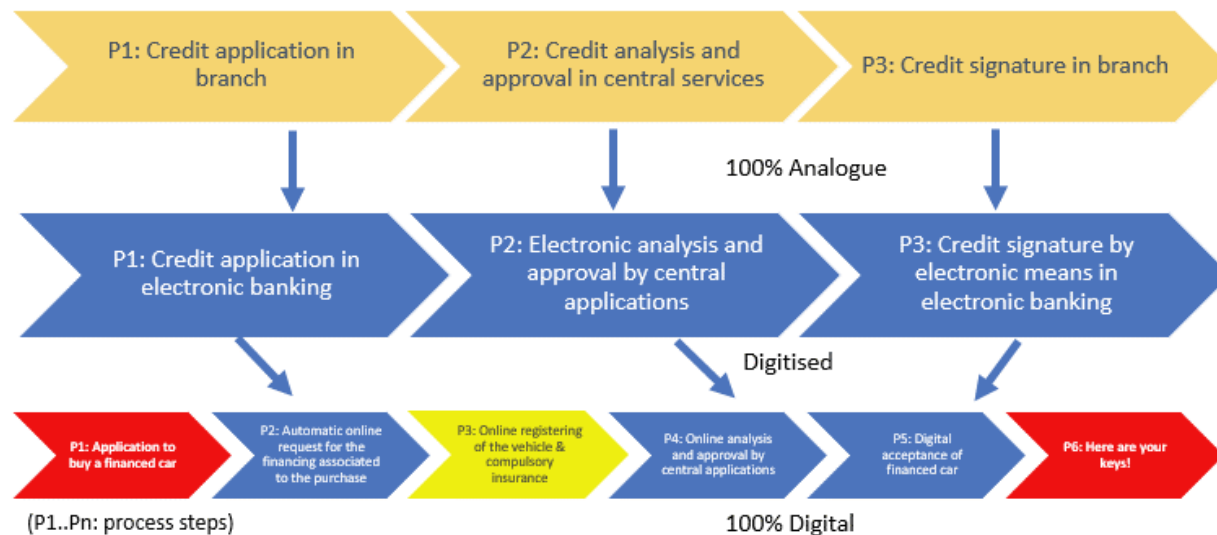 P1: Credit application in
branch
P2: Credit analysis and
approval in central services
P3: Credit signature in branch
100% Analogue
P1: Credit application in
electronic banking
P2: Electronic analysis and
approval by central
applications
P3: Credit signature by
electronic means in
electronic banking
Digitised
P1: Application to
buy a financed car
P2: Automatic online
request for the
financing associated
to the purchase
P3: Online registering
of the vehicle &
compulsory
insurance
P4: Online analysis
and approval by
central applications
P5: Digital
acceptance of
financed car
P6: Here are your
keys!
(P1..Pn: process steps)
100% Digital